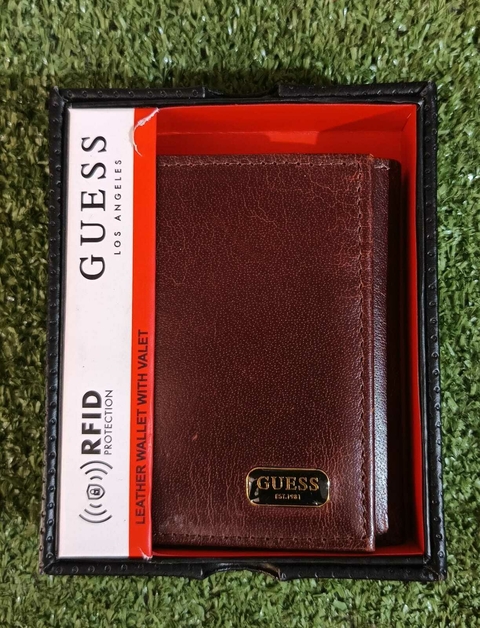 GUESS
LOS ANGELES
RFID
PROTECTION
LEATHER WALLET WITH VALET
GUESS
EST.1981